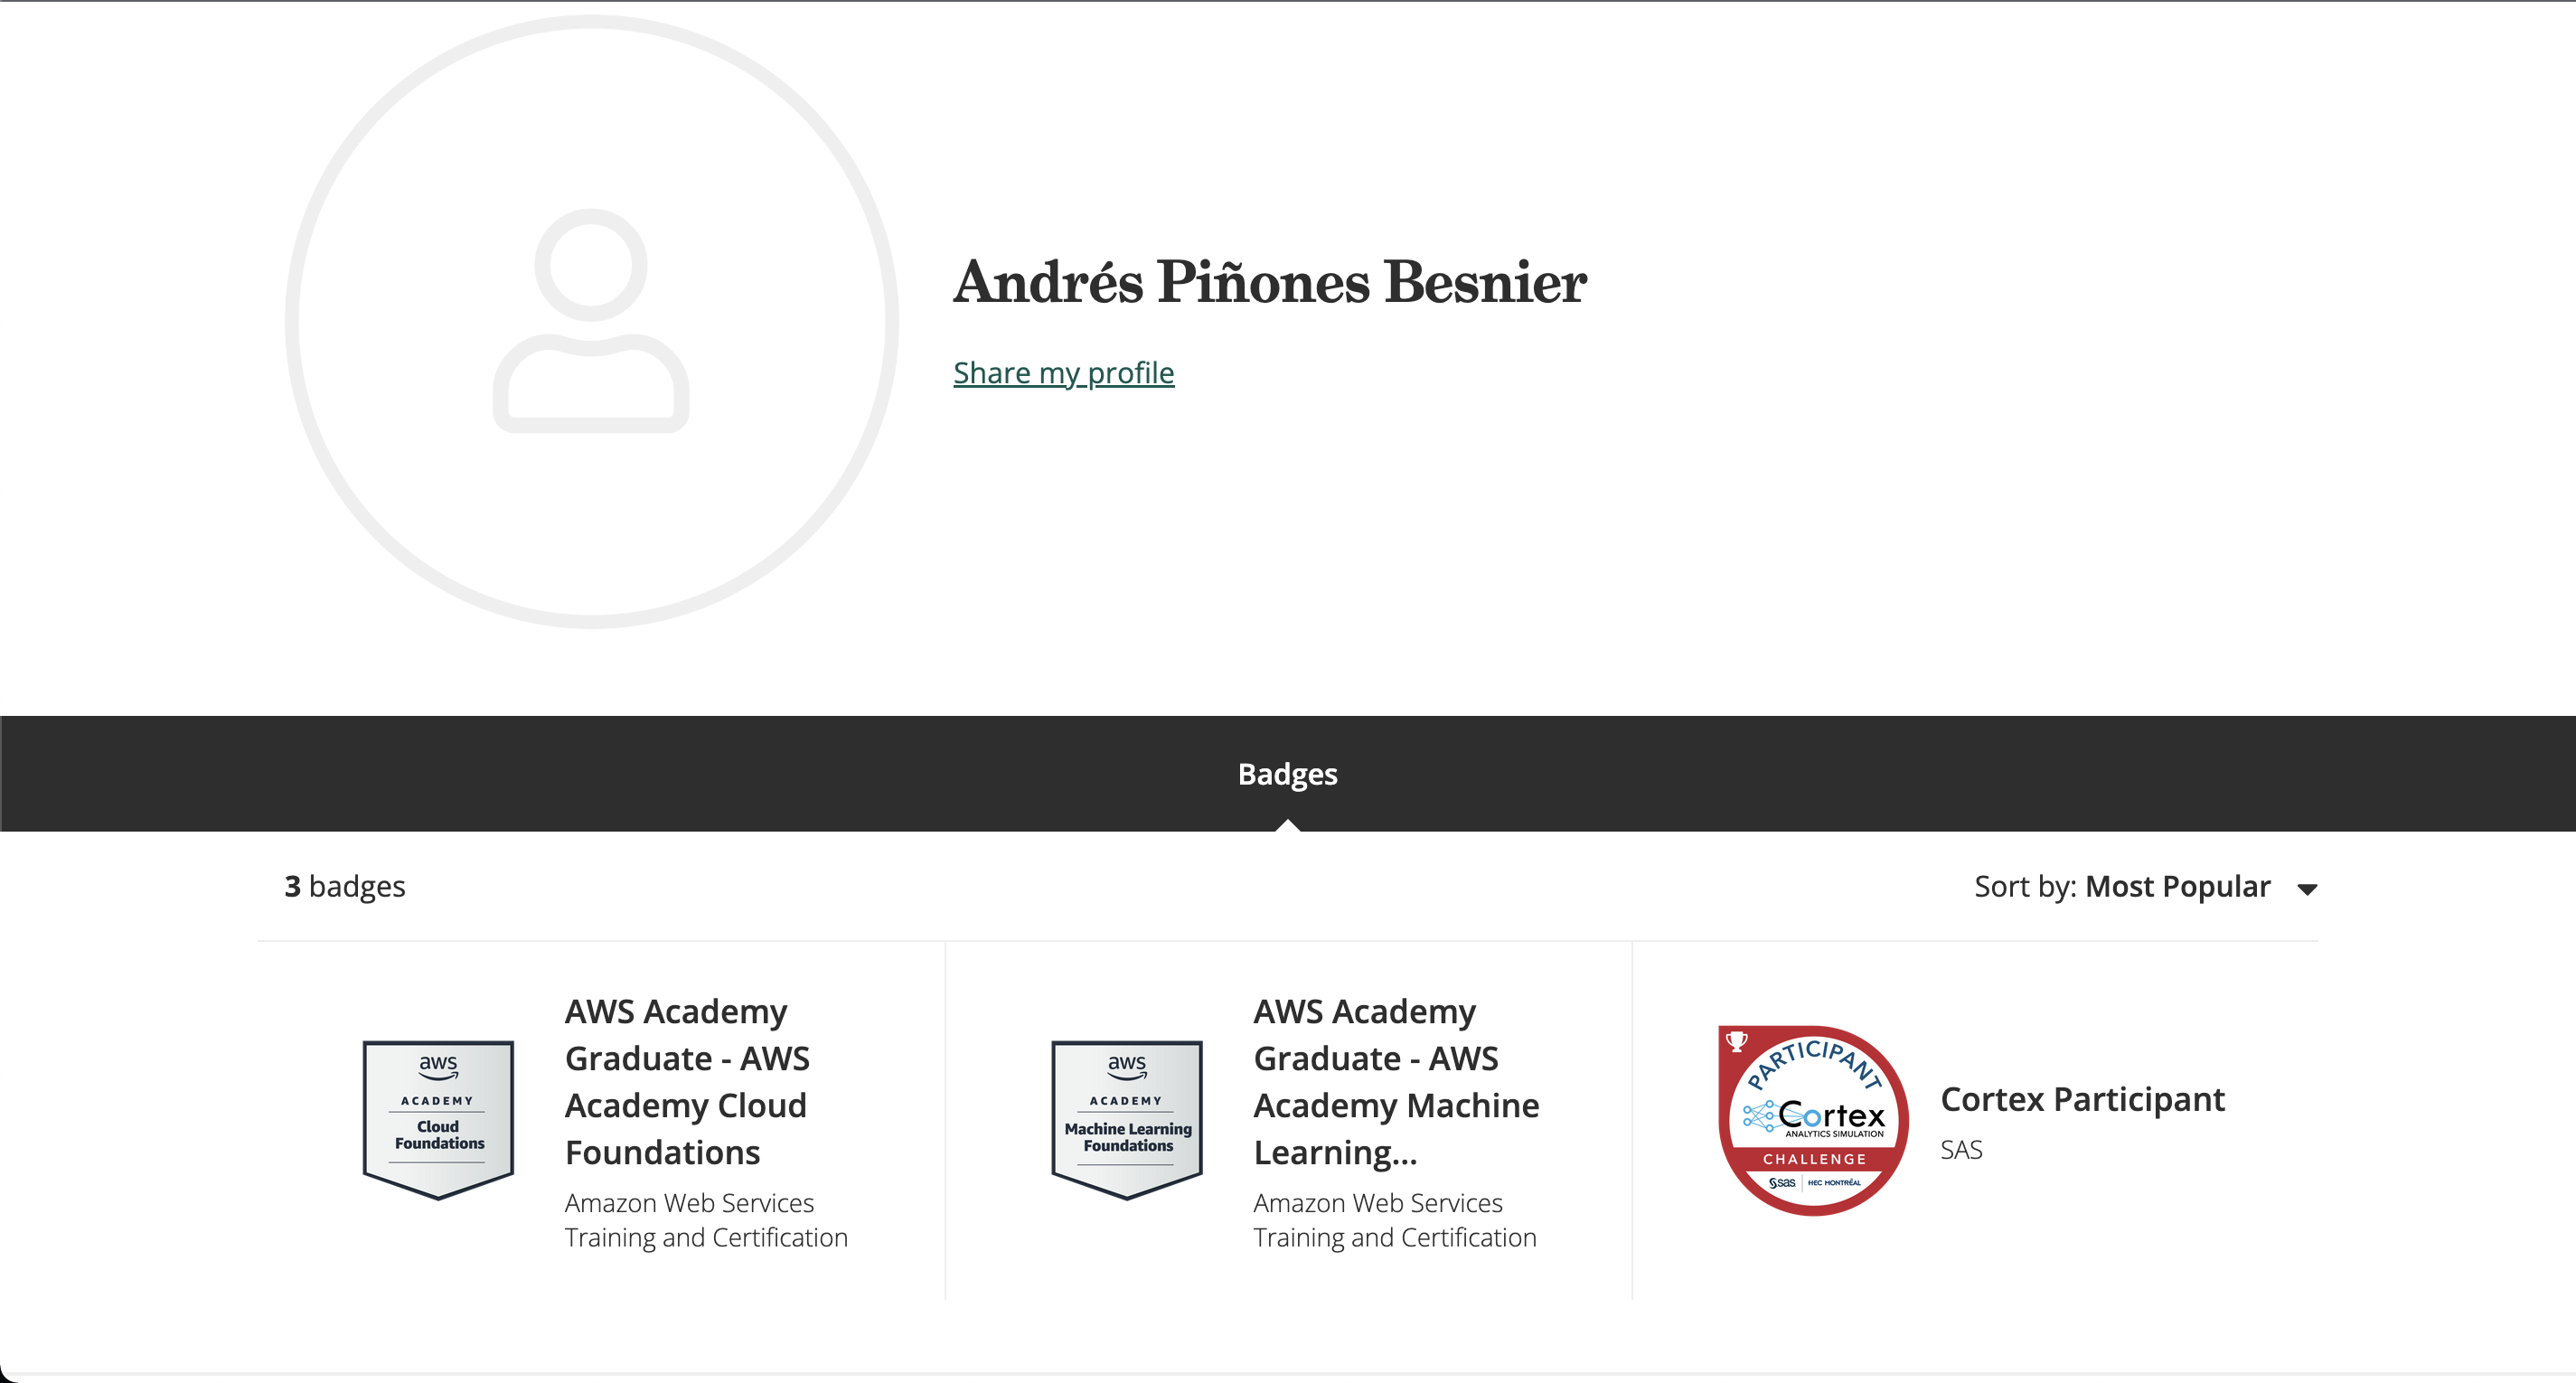 Andrés Piñones Besnier
Share my profile
Badges
3 badges
Sort by: Most Popular
aws
ACADEMY
Cloud
Foundations
AWS Academy
Graduate - AWS
Academy Cloud
Foundations
Amazon Web Services
Training and Certification
aws
ACADEMY
Machine Learning
Foundations
AWS Academy
Graduate - AWS
Academy Machine
Learning...
Amazon Web Services
Training and Certification
PARTICIPANT
Cortex
ANALYTICS SIMULATION
CHALLENGE
sas HEC MONTRÉAL
Cortex Participant
SAS